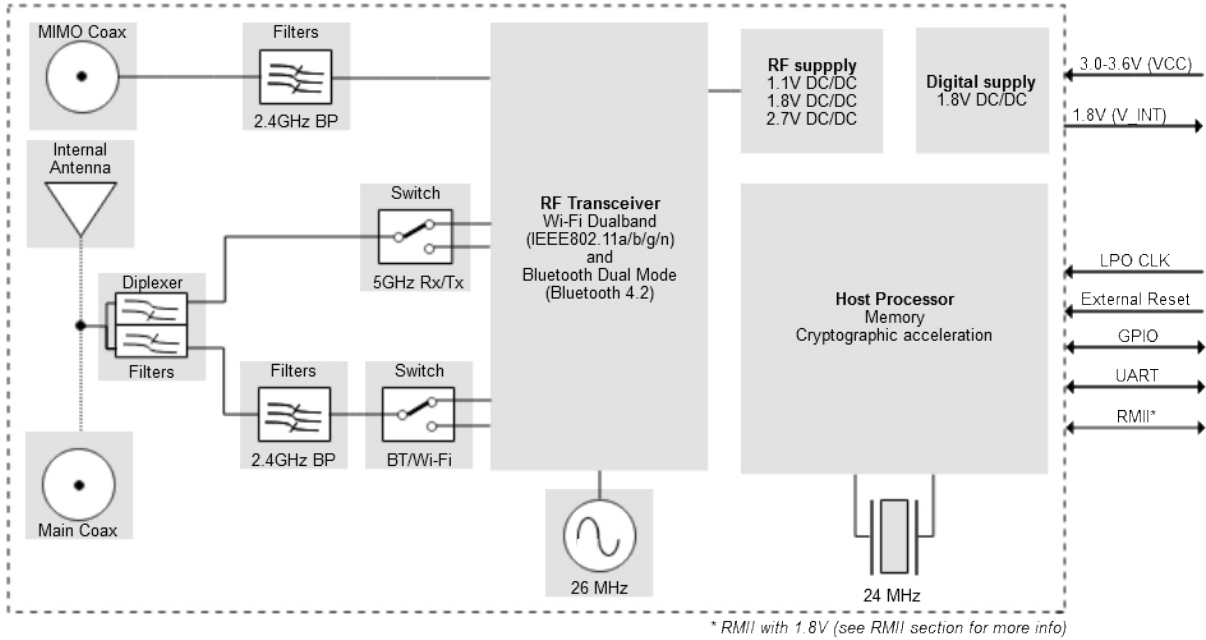 MIMO Coax
Filters
2.4GHz BP
RF suppply
1.1V DC/DC
1.8V DC/DC
2.7V DC/DC
Digital supply
1.8V DC/DC
3.0-3.6V (VCC)
1.8V (V_INT)
Internal
Antenna
Switch
5GHz Rx/Tx
RF Transceiver
Wi-Fi Dualband
(IEEE802.11a/b/g/n)
and
Bluetooth Dual Mode
(Bluetooth 4.2)
Diplexer
Filters
Host Processor
Memory
Cryptographic acceleration
LPO CLK
External Reset
GPIO
UART
RMII*
Filters
2.4GHz BP
Switch
BT/Wi-Fi
Main Coax
26 MHz
24 MHz
* RMII with 1.8V (see RMII section for more info)